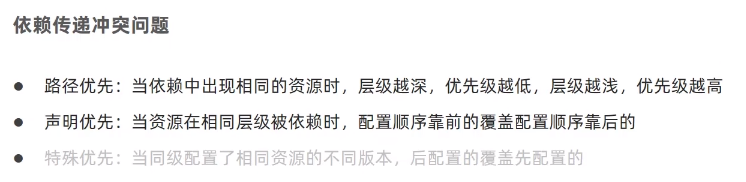 依赖传递冲突问题
● 路径优先：当依赖中出现相同的资源时，层级越深，优先级越低，层级越浅，优先级越高
● 声明优先：当资源在相同层级被依赖时，配置顺序靠前的覆盖配置顺序靠后的
● 特殊优先：当同级配置了相同资源的不同版本，后配置的覆盖先配置的